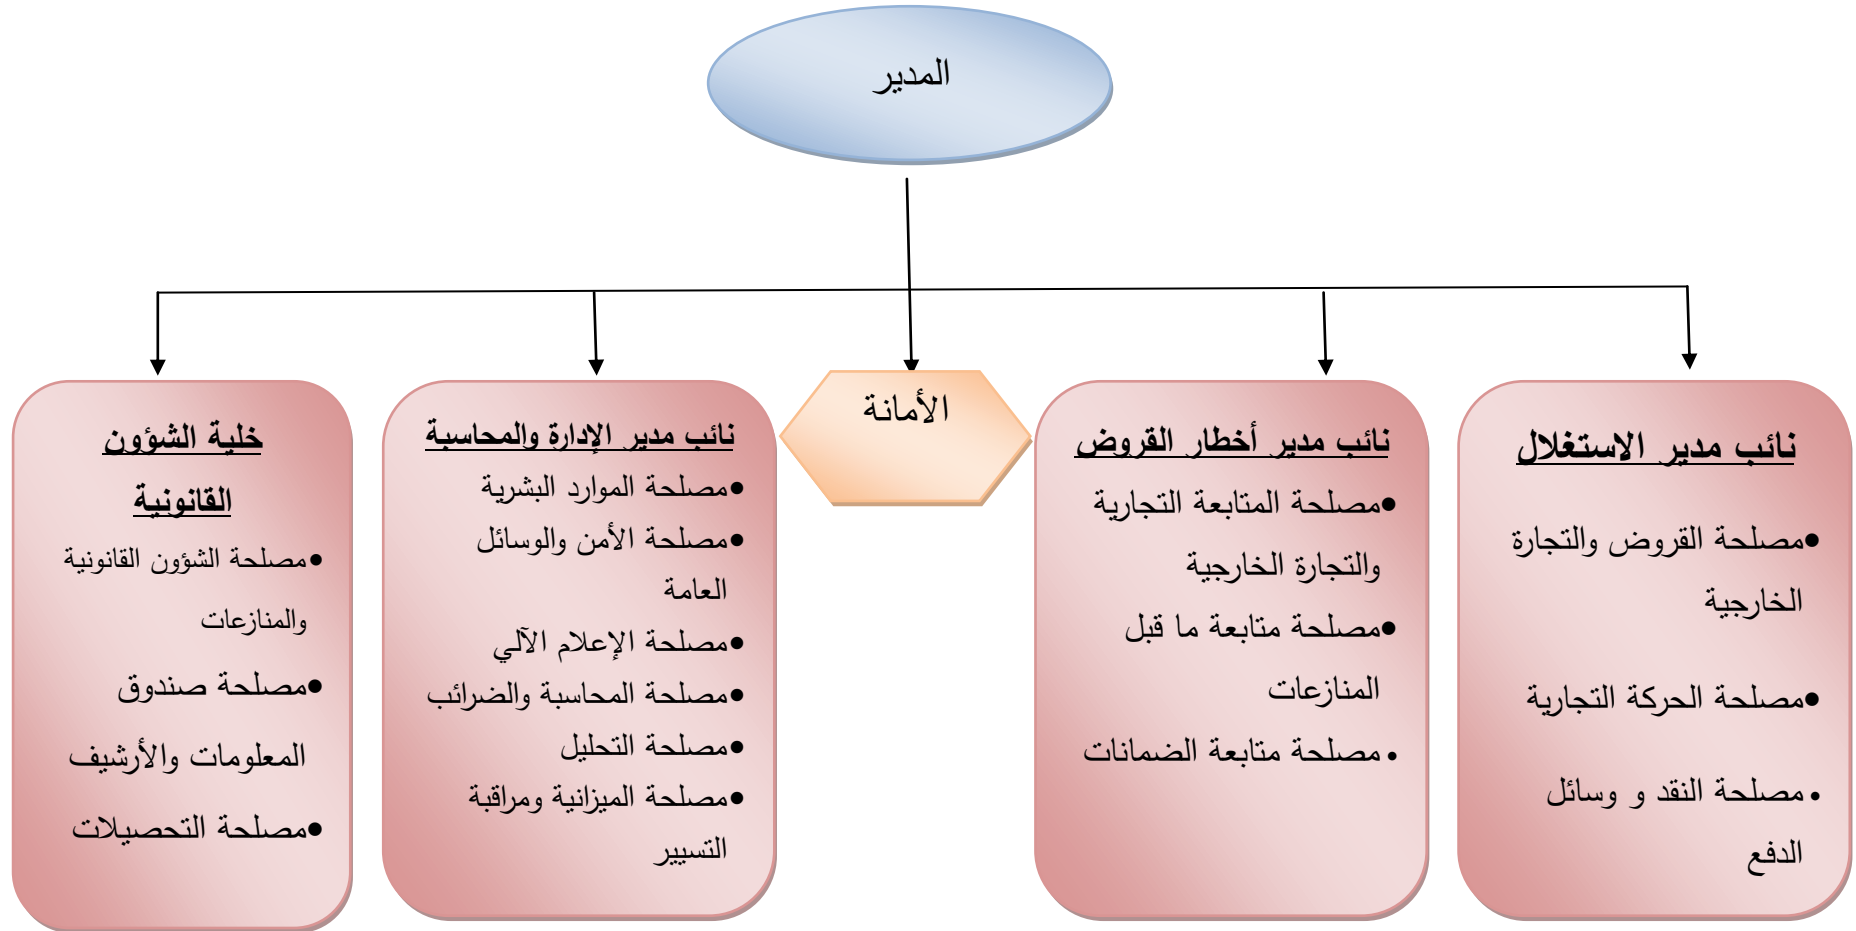 المدير
نائب مدير الاستغلال
•مصلحة القروض والتجارة
الخارجية
•مصلحة الحركة التجارية
•مصلحة النقد و وسائل
الدفع
نائب مدير أخطار القروض
•مصلحة المتابعة التجارية
والتجارة الخارجية
•مصلحة متابعة ما قبل
المنازعات
•مصلحة متابعة الضمانات
الأمانة
نائب مدير الإدارة والمحاسبة
•مصلحة الموارد البشرية
•مصلحة الأمن والوسائل
العامة
•مصلحة الإعلام الآلي
•مصلحة المحاسبة والضرائب
•مصلحة التحليل
•مصلحة الميزانية ومراقبة
التسيير
خلية الشؤون
القانونية
•مصلحة الشؤون القانونية
والمنازعات
•مصلحة صندوق
المعلومات والأرشيف
•مصلحة التحصيلات